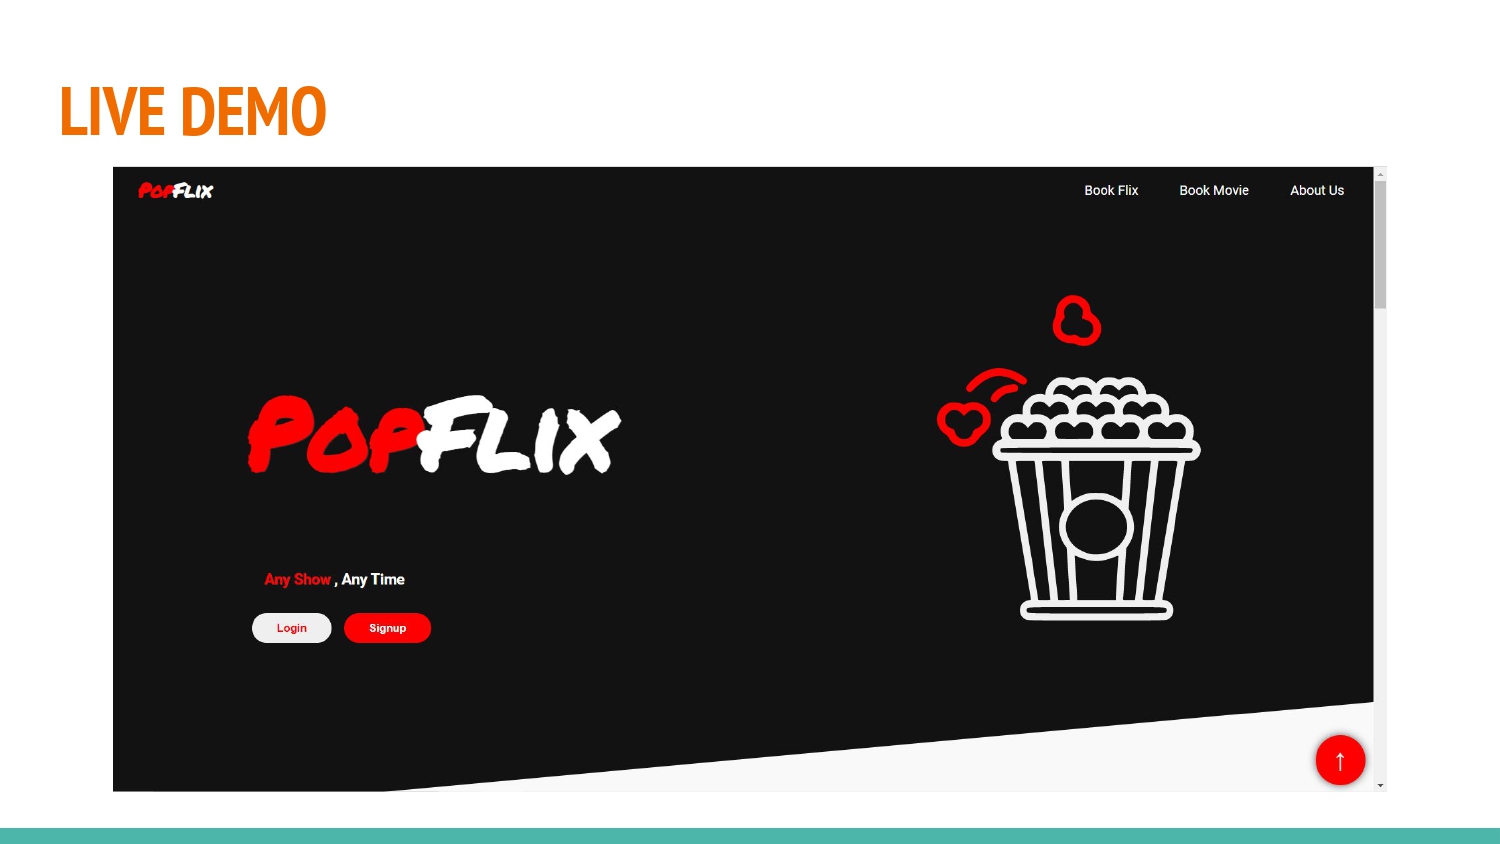 LIVE DEMO
POPFLIX
Book Flix Book Movie About Us
POPFLIX
Any Show , Any Time
Login Signup
↑